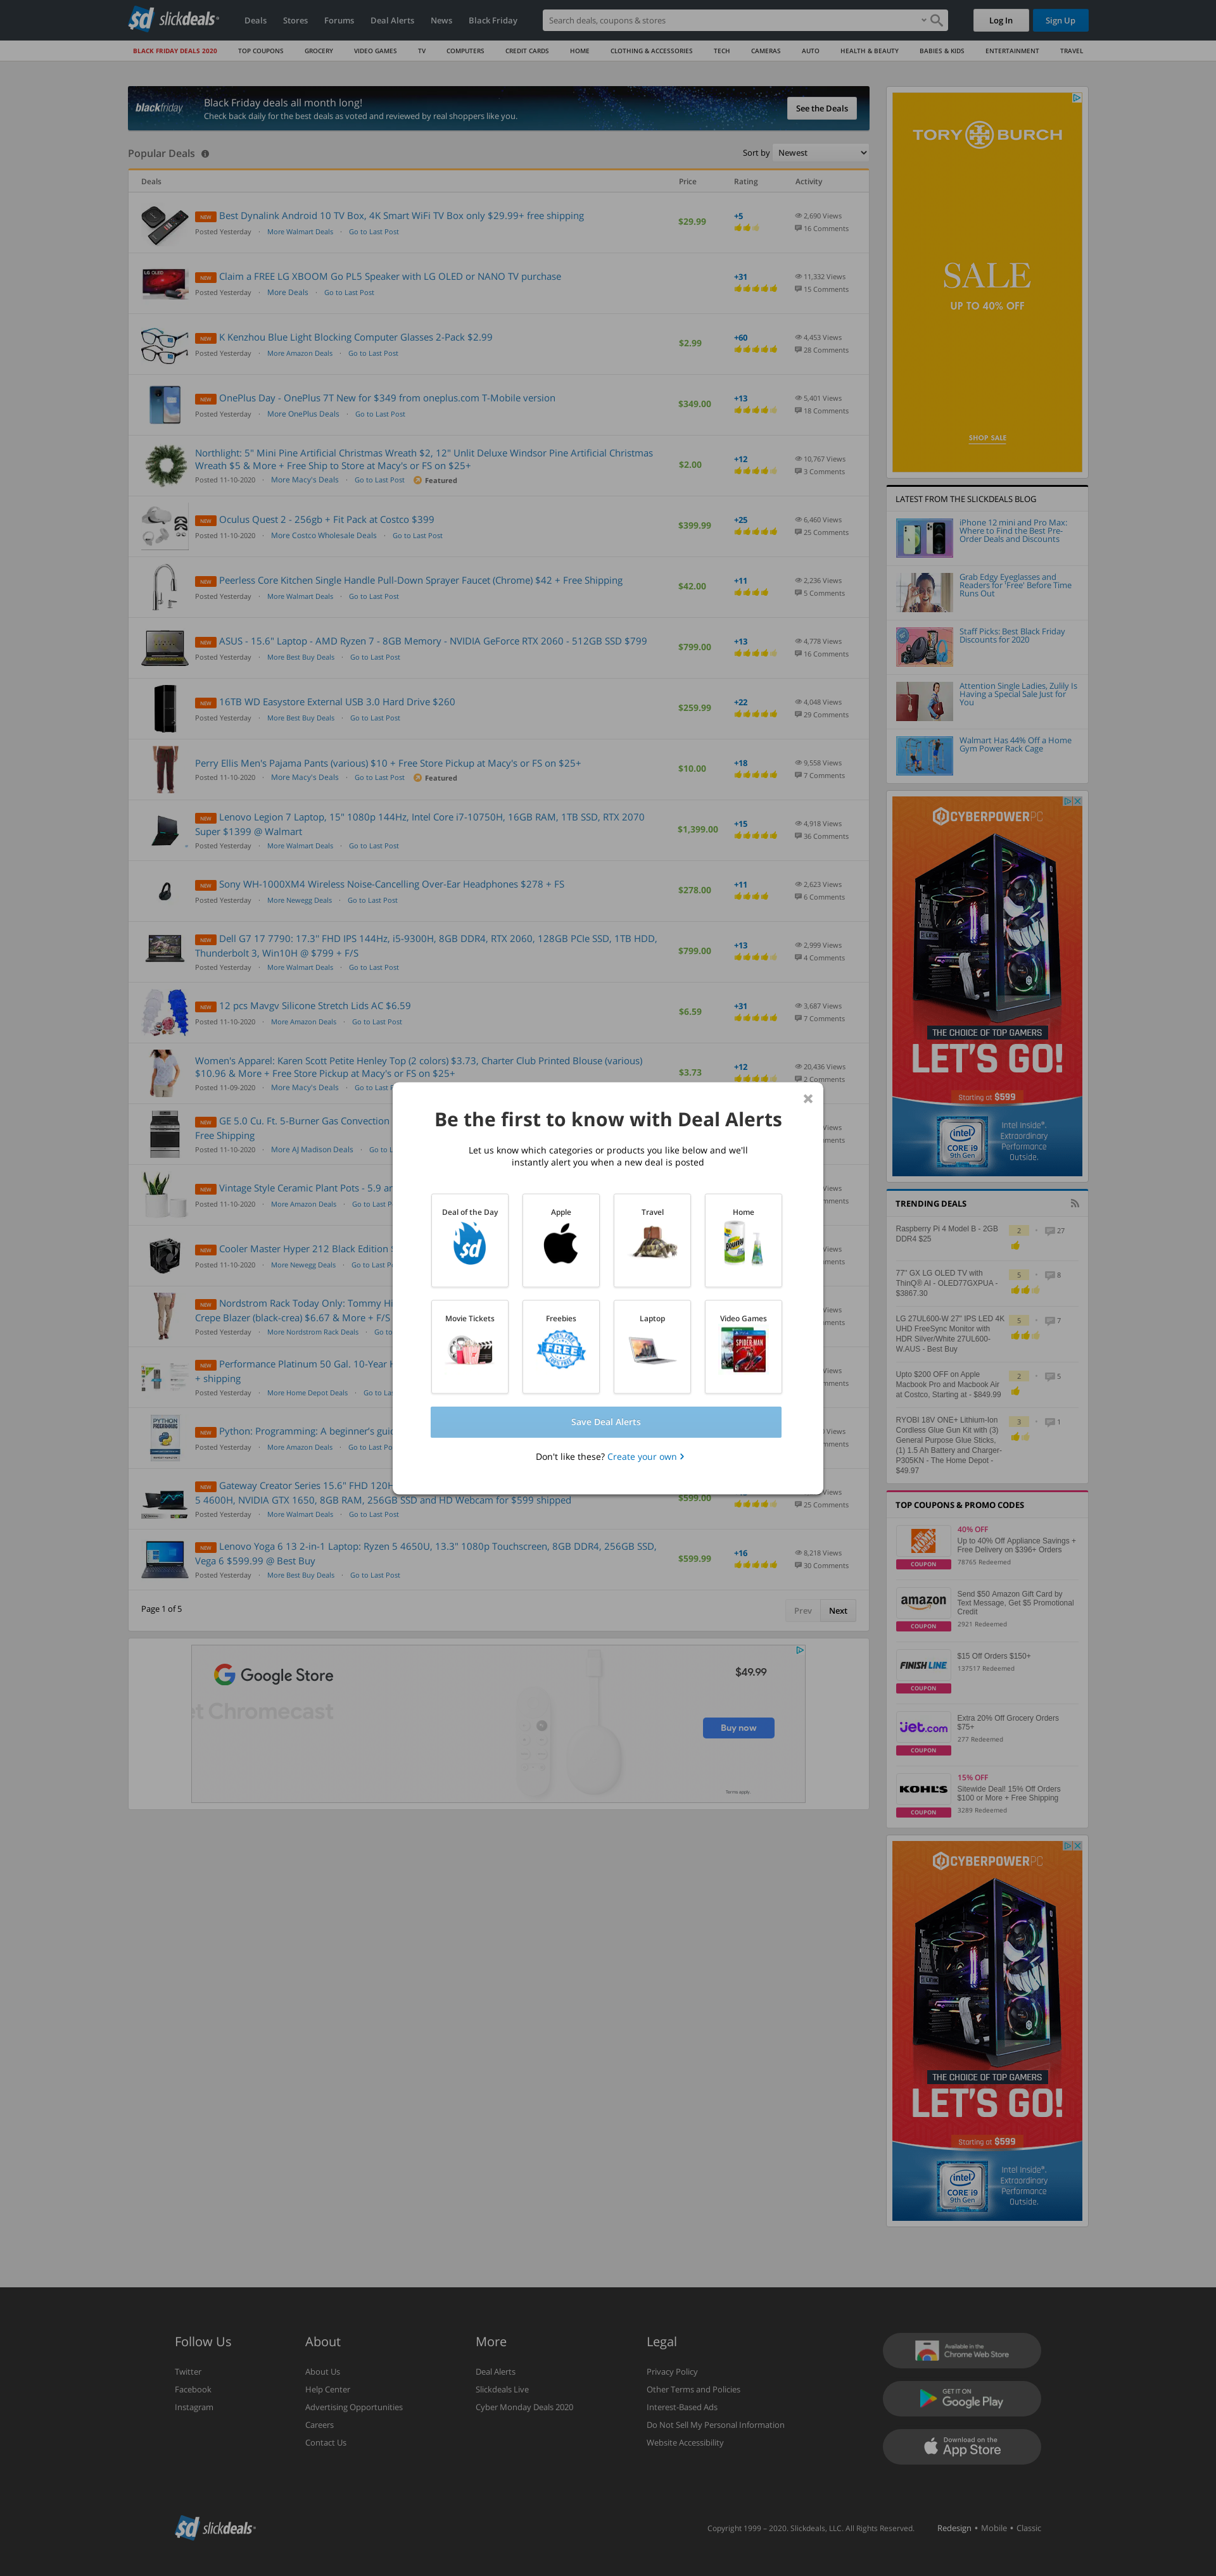 slickdeals
Deals Stores Forums Deal Alerts News Black Friday
Search deals, coupons & stores
Log In Sign Up
BLACK FRIDAY DEALS 2020 TOP COUPONS GROCERY VIDEO GAMES TV COMPUTERS CREDIT CARDS HOME CLOTHING & ACCESSORIES TECH CAMERAS AUTO HEALTH & BEAUTY BABIES & KIDS ENTERTAINMENT TRAVEL
blackfriday
Black Friday deals all month long!
Check back daily for the best deals as voted and reviewed by real shoppers like you.
See the Deals
Popular Deals
Sort by Newest
Deals Price Rating Activity
NEW Best Dynalink Android 10 TV Box, 4K Smart WiFi TV Box only $29.99+ free shipping
Posted Yesterday · More Walmart Deals · Go to Last Post
$29.99 +5 2,690 Views
16 Comments
NEW Claim a FREE LG XBOOM Go PL5 Speaker with LG OLED or NANO TV purchase
Posted Yesterday · More Deals · Go to Last Post
+31 11,332 Views
15 Comments
NEW K Kenzhou Blue Light Blocking Computer Glasses 2-Pack $2.99
Posted Yesterday · More Amazon Deals · Go to Last Post
$2.99 +60 4,453 Views
28 Comments
NEW OnePlus Day - OnePlus 7T New for $349 from oneplus.com T-Mobile version
Posted Yesterday · More OnePlus Deals · Go to Last Post
$349.00 +13 5,401 Views
18 Comments
Northlight: 5" Mini Pine Artificial Christmas Wreath $2, 12" Unlit Deluxe Windsor Pine Artificial Christmas
Wreath $5 & More + Free Ship to Store at Macy's or FS on $25+
Posted 11-10-2020 · More Macy's Deals · Go to Last Post Featured
$2.00 +12 10,767 Views
3 Comments
NEW Oculus Quest 2 - 256gb + Fit Pack at Costco $399
Posted 11-10-2020 · More Costco Wholesale Deals · Go to Last Post
$399.99 +25 6,460 Views
25 Comments
NEW Peerless Core Kitchen Single Handle Pull-Down Sprayer Faucet (Chrome) $42 + Free Shipping
Posted 11-10-2020 · More Walmart Deals · Go to Last Post
$42.00 +11 2,236 Views
5 Comments
NEW ASUS - 15.6" Laptop - AMD Ryzen 7 - 8GB Memory - NVIDIA GeForce RTX 2060 - 512GB SSD $799
Posted Yesterday · More Best Buy Deals · Go to Last Post
$799.00 +13 4,778 Views
16 Comments
NEW 16TB WD Easystore External USB 3.0 Hard Drive $260
Posted Yesterday · More Best Buy Deals · Go to Last Post
$259.99 +22 4,048 Views
29 Comments
Perry Ellis Men's Pajama Pants (various) $10 + Free Store Pickup at Macy's or FS on $25+
Posted 11-10-2020 · More Macy's Deals · Go to Last Post Featured
$10.00 +18 9,558 Views
7 Comments
NEW Lenovo Legion 7 Laptop, 15" 1080p 144Hz, Intel Core i7-10750H, 16GB RAM, 1TB SSD, RTX 2070
Super $1399 @ Walmart
Posted Yesterday · More Walmart Deals · Go to Last Post
$1,399.00 +15 4,918 Views
36 Comments
NEW Sony WH-1000XM4 Wireless Noise-Cancelling Over-Ear Headphones $278 + FS
Posted Yesterday · More Newegg Deals · Go to Last Post
$278.00 +11 2,623 Views
6 Comments
NEW Dell G7 17 7790: 17.3" FHD IPS 144Hz, i5-9300H, 8GB DDR4, RTX 2060, 128GB PCIe SSD, 1TB HDD,
Thunderbolt 3, Win10H @ $799 + F/S
Posted Yesterday · More Walmart Deals · Go to Last Post
$799.00 +13 2,999 Views
4 Comments
NEW 12 pcs Mavgv Silicone Stretch Lids AC $6.59
Posted 11-10-2020 · More Amazon Deals · Go to Last Post
$6.59 +31 3,687 Views
7 Comments
Women's Apparel: Karen Scott Petite Henley Top (2 colors) $3.73, Charter Club Printed Blouse (various)
$10.96 & More + Free Store Pickup at Macy's or FS on $25+
Posted 11-09-2020 · More Macy's Deals · Go to Last
$3.73 +12 20,436 Views
2 Comments
NEW GE 5.0 Cu. Ft. 5-Burner Gas Convection
Free Shipping
Posted 11-10-2020 · More AJ Madison Deals · Go to
NEW Vintage Style Ceramic Plant Pots - 5.9
Posted 11-10-2020 · More Amazon Deals · Go to Last
NEW Cooler Master Hyper 212 Black Edition
Posted 11-10-2020 · More Newegg Deals · Go to Last
NEW Nordstrom Rack Today Only: Tommy
Crepe Blazer (black-crea) $6.67 & More + F/S
Posted Yesterday · More Nordstrom Rack Deals · Go to
NEW Performance Platinum 50 Gal. 10-Year
+ shipping
Posted Yesterday · More Home Depot Deals · Go to
NEW Python: Programming: A beginner's
Posted Yesterday · More Amazon Deals · Go to Last
NEW Gateway Creator Series 15.6" FHD
5 4600H, NVIDIA GTX 1650, 8GB RAM, 256GB SSD and HD Webcam for $599 shipped
Posted Yesterday · More Walmart Deals · Go to Last Post
$599.00 Views
25 Comments
NEW Lenovo Yoga 6 13 2-in-1 Laptop: Ryzen 5 4650U, 13.3" 1080p Touchscreen, 8GB DDR4, 256GB SSD,
Vega 6 $599.99 @ Best Buy
Posted Yesterday · More Best Buy Deals · Go to Last Post
$599.99 +16 8,218 Views
30 Comments
Page 1 of 5
Prev Next
Google Store
Chromecast
$49.99
Buy now
Terms apply.
Be the first to know with Deal Alerts
Let us know which categories or products you like below and we'll
instantly alert you when a new deal is posted
Deal of the Day Apple Travel Home
Movie Tickets Freebies Laptop Video Games
FREE
Save Deal Alerts
Don't like these? Create your own
TORY BURCH
SALE
UP TO 40% OFF
SHOP SALE
LATEST FROM THE SLICKDEALS BLOG
iPhone 12 mini and Pro Max:
Where to Find the Best Pre-
Order Deals and Discounts
Grab Edgy Eyeglasses and
Readers for 'Free' Before Time
Runs Out
Staff Picks: Best Black Friday
Discounts for 2020
Attention Single Ladies, Zulily Is
Having a Special Sale Just for
You
Walmart Has 44% Off a Home
Gym Power Rack Cage
CYBERPOWERPC
THE CHOICE OF TOP GAMERS
LET'S GO!
Starting at $599
intel
CORE i9
9th Gen
Intel Inside®.
Extraordinary
Performance
Outside.
TRENDING DEALS
Raspberry Pi 4 Model B - 2GB
DDR4 $25
2 27
77" GX LG OLED TV with
ThinQ® AI - OLED77GXPUA -
$3867.30
5 8
LG 27UL600-W 27" IPS LED 4K
UHD FreeSync Monitor with
HDR Silver/White 27UL600-
W.AUS - Best Buy
5 7
Upto $200 OFF on Apple
Macbook Pro and Macbook Air
at Costco, Starting at - $849.99
2 5
RYOBI 18V ONE+ Lithium-Ion
Cordless Glue Gun Kit with (3)
General Purpose Glue Sticks,
(1) 1.5 Ah Battery and Charger-
P305KN - The Home Depot -
$49.97
3 1
TOP COUPONS & PROMO CODES
40% OFF
Up to 40% Off Appliance Savings +
Free Delivery on $396+ Orders
78765 Redeemed
COUPON
amazon
Send $50 Amazon Gift Card by
Text Message, Get $5 Promotional
Credit
2921 Redeemed
COUPON
FINISH LINE
$15 Off Orders $150+
137517 Redeemed
COUPON
jet.com
Extra 20% Off Grocery Orders
$75+
277 Redeemed
COUPON
KOHL'S
15% OFF
Sitewide Deal! 15% Off Orders
$100 or More + Free Shipping
3289 Redeemed
COUPON
CYBERPOWERPC
THE CHOICE OF TOP GAMERS
LET'S GO!
Starting at $599
intel
CORE i9
9th Gen
Intel Inside®.
Extraordinary
Performance
Outside.
Follow Us
Twitter
Facebook
Instagram
About
About Us
Help Center
Advertising Opportunities
Careers
Contact Us
More
Deal Alerts
Slickdeals Live
Cyber Monday Deals 2020
Legal
Privacy Policy
Other Terms and Policies
Interest-Based Ads
Do Not Sell My Personal Information
Website Accessibility
Available in the
Chrome Web Store
GET IT ON
Google Play
Download on the
App Store
slickdeals
Copyright 1999 – 2020. Slickdeals, LLC. All Rights Reserved.
Redesign • Mobile • Classic